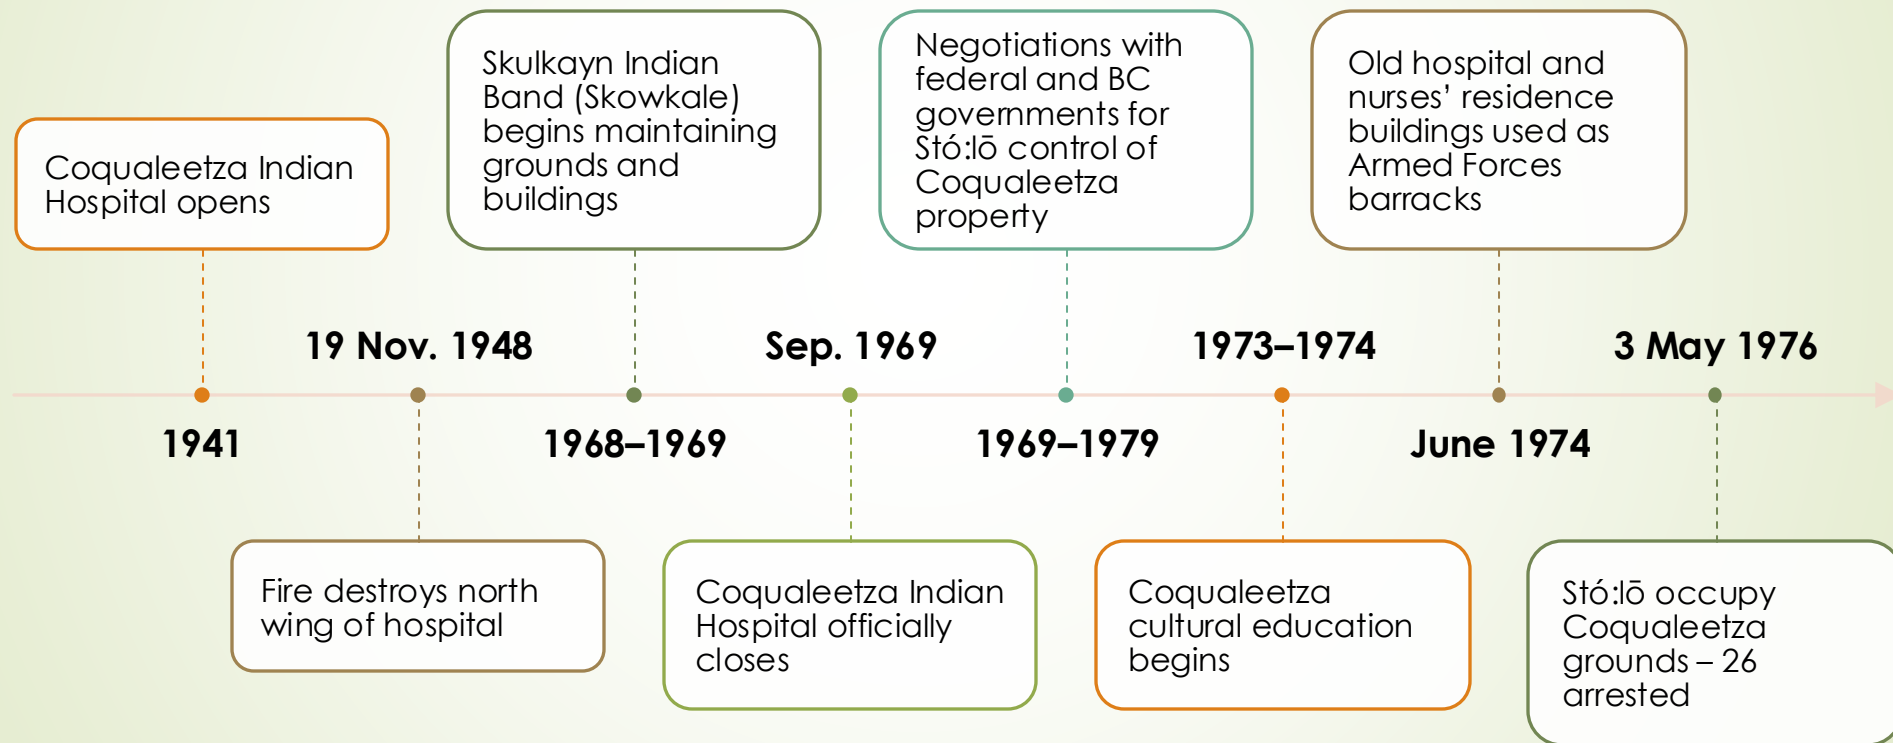 Coqualeetza Indian
Hospital opens
1941
19 Nov. 1948
Fire destroys north
wing of hospital
Skulkayn Indian
Band (Skowkale)
begins maintaining
grounds and
buildings
1968–1969
Sep. 1969
Coqualeetza Indian
Hospital officially
closes
Negotiations with
federal and BC
governments for
Stó:lō control of
Coqualeetza
property
1969–1979
1973–1974
Coqualeetza
cultural education
begins
Old hospital and
nurses’ residence
buildings used as
Armed Forces
barracks
June 1974
3 May 1976
Stó:lō occupy
Coqualeetza
grounds – 26
arrested